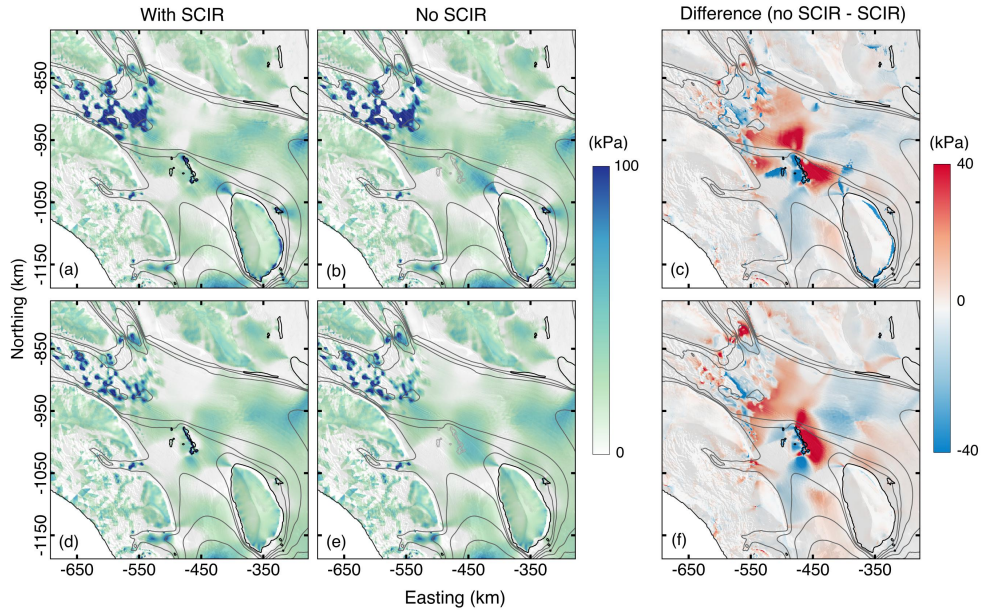 With SCIR
No SCIR
Difference (no SCIR - SCIR)
-850
-950
-1050
-1150
(a)
(b)
(c)
(kPa)
100
0
(kPa)
40
0
-40
Northing (km)
-850
-950
-1050
-1150
(d)
(e)
(f)
-650 -550 -450 -350
-650 -550 -450 -350
-650 -550 -450 -350
Easting (km)